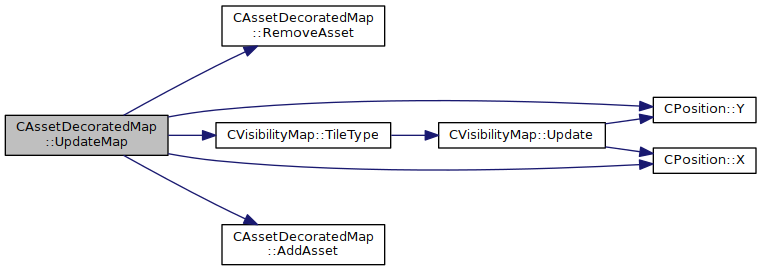 CAssetDecoratedMap
::UpdateMap
CAssetDecoratedMap
::RemoveAsset
CVisibilityMap::TileType
CVisibilityMap::Update
CPosition::Y
CPosition::X
CAssetDecoratedMap
::AddAsset